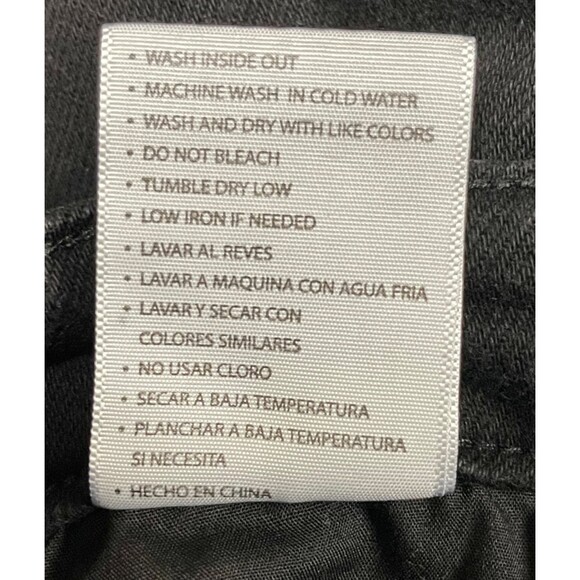 • WASH INSIDE OUT
• MACHINE WASH IN COLD WATER
• WASH AND DRY WITH LIKE COLORS
• DO NOT BLEACH
• TUMBLE DRY LOW
• LOW IRON IF NEEDED
• LAVAR AL REVES
• LAVAR A MAQUINA CON AGUA FRIA
• LAVAR Y SECAR CON
COLORES SIMILARES
• NO USAR CLORO
• SECAR A BAJA TEMPERATURA
• PLANCHAR A BAJA TEMPERATURA
SI NECESITA
• HECHO EN CHINA